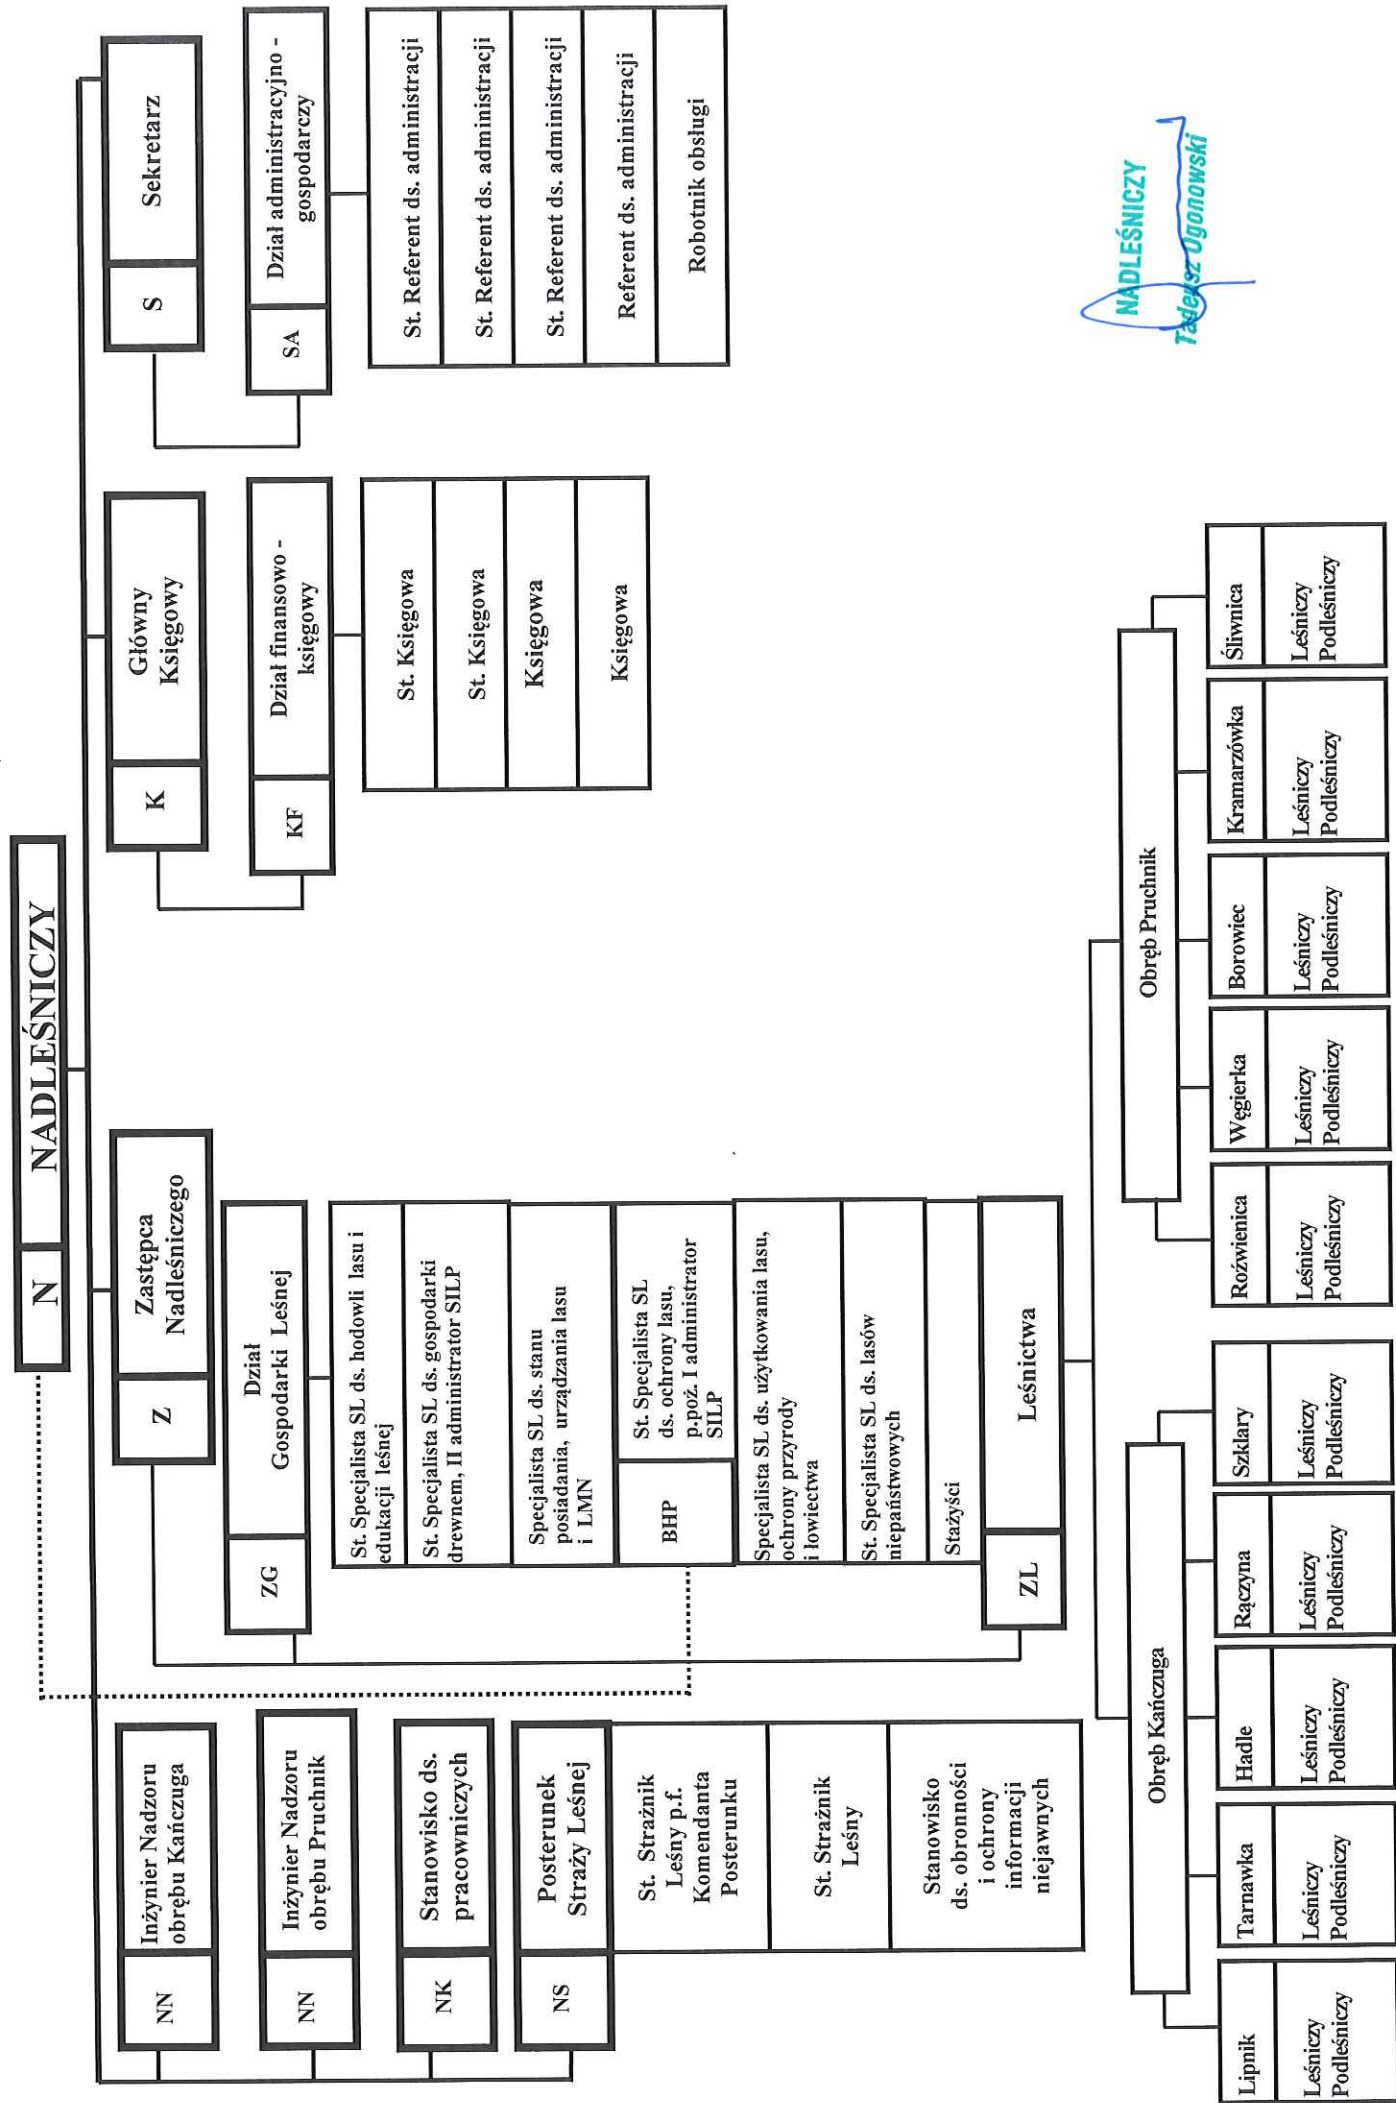 N
NADLEŚNICZY
NN
Inżynier Nadzoru
obrębu Kańczuga
NN
Inżynier Nadzoru
obrębu Pruchnik
NK
Stanowisko ds.
pracowniczych
NS
Posterunek
Straży Leśnej
St. Strażnik
Leśny p.f.
Komendanta
Posterunku
St. Strażnik
Leśny
Stanowisko
ds. obronności
i ochrony
informacji
niejawnych
Z
Zastępca
Nadleśniczego
ZG
Dział
Gospodarki Leśnej
St. Specjalista SL ds. hodowli lasu i
edukacji leśnej
St. Specjalista SL ds. gospodarki
drewnem, II administrator SILP
Specjalista SL ds. stanu
posiadania, urządzania lasu
i LMN
BHP
St. Specjalista SL
ds. ochrony lasu,
p.poż. I administrator
SILP
Specjalista SL ds. użytkowania lasu,
ochrony przyrody
i łowiectwa
St. Specjalista SL ds. lasów
niepaństwowych
Stażyści
ZL
Leśnictwa
K
Główny
Księgowy
KF
Dział finansowo -
księgowy
St. Księgowa
St. Księgowa
Księgowa
Księgowa
S
Sekretarz
SA
Dział administracyjno -
gospodarczy
St. Referent ds. administracji
St. Referent ds. administracji
St. Referent ds. administracji
Referent ds. administracji
Robotnik obsługi
Obręb Kańczuga
Lipnik
Leśniczy
Podleśniczy
Tarnawka
Leśniczy
Podleśniczy
Hadle
Leśniczy
Podleśniczy
Rączyna
Leśniczy
Podleśniczy
Szklary
Leśniczy
Podleśniczy
Obręb Pruchnik
Roźwienica
Leśniczy
Podleśniczy
Węgierka
Leśniczy
Podleśniczy
Borowiec
Leśniczy
Podleśniczy
Kramarzówka
Leśniczy
Podleśniczy
Śliwnica
Leśniczy
Podleśniczy
NADLEŚNICZY
Tadeusz Ogonowski